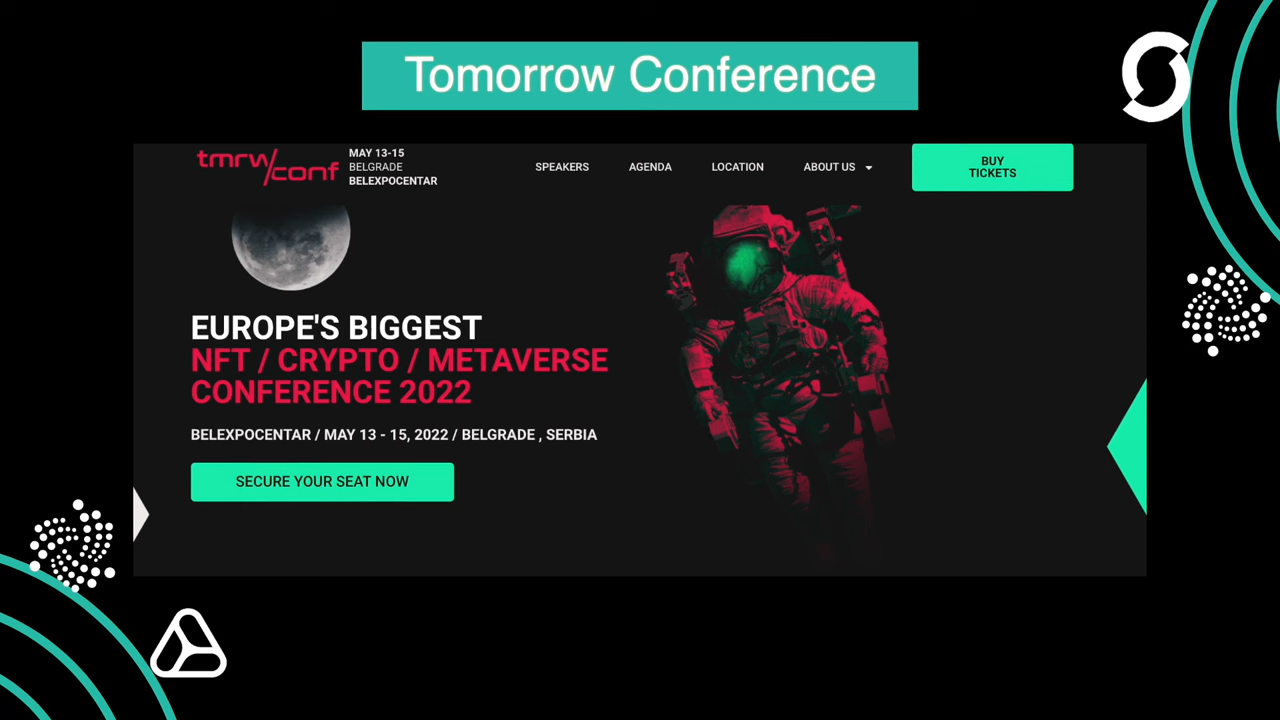 Tomorrow Conference
tmrw/conf
MAY 13-15
BELGRADE
BELEXPOCENTAR
SPEAKERS
AGENDA
LOCATION
ABOUT US
BUY
TICKETS
EUROPE'S BIGGEST
NFT / CRYPTO / METAVERSE
CONFERENCE 2022
BELEXPOCENTAR / MAY 13 - 15, 2022 / BELGRADE , SERBIA
SECURE YOUR SEAT NOW